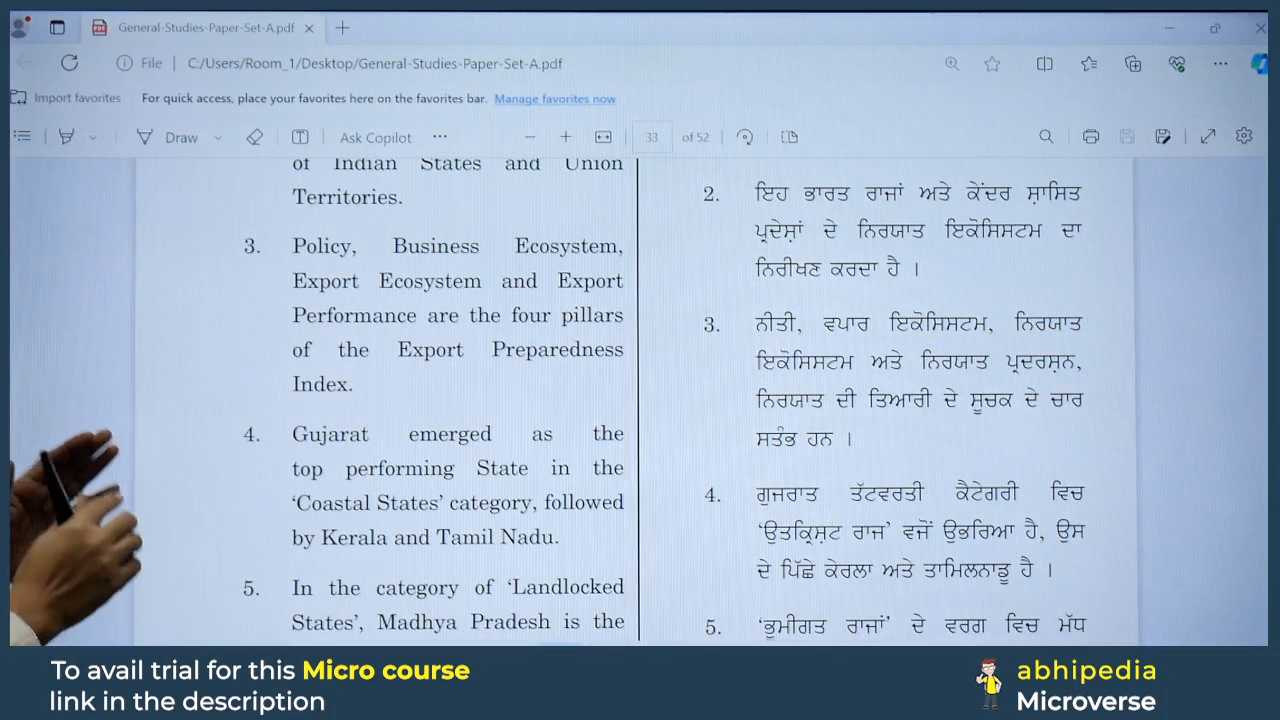 General-Studies-Paper-Set-A.pdf
File C:/Users/Room_1/Desktop/General-Studies-Paper-Set-A.pdf
Import favorites For quick access, place your favorites here on the favorites bar. Manage favorites now
Draw Ask Copilot 33 of 52
of Indian States and Union
Territories.
3. Policy, Business Ecosystem,
Export Ecosystem and Export
Performance are the four pillars
of the Export Preparedness
Index.
4. Gujarat emerged as the
top performing State in the
‘Coastal States’ category, followed
by Kerala and Tamil Nadu.
5. In the category of ‘Landlocked
States’, Madhya Pradesh is the
2. ਇਹ ਭਾਰਤ ਰਾਜਾਂ ਅਤੇ ਕੇਂਦਰ ਸ਼ਾਸਿਤ
ਪ੍ਰਦੇਸ਼ਾਂ ਦੇ ਨਿਰਯਾਤ ਇਕੋਸਿਸਟਮ ਦਾ
ਨਿਰੀਖਣ ਕਰਦਾ ਹੈ ।
3. ਨੀਤੀ, ਵਪਾਰ ਇਕੋਸਿਸਟਮ, ਨਿਰਯਾਤ
ਇਕੋਸਿਸਟਮ ਅਤੇ ਨਿਰਯਾਤ ਪ੍ਰਦਰਸ਼ਨ,
ਨਿਰਯਾਤ ਦੀ ਤਿਆਰੀ ਦੇ ਸੂਚਕ ਦੇ ਚਾਰ
ਸਤੰਭ ਹਨ ।
4. ਗੁਜਰਾਤ ਤੱਟਵਰਤੀ ਕੈਟੇਗਰੀ ਵਿਚ
‘ਉਤਕ੍ਰਿਸ਼ਟ ਰਾਜ’ ਵਜੋਂ ਉਭਰਿਆ ਹੈ, ਉਸ
ਦੇ ਪਿੱਛੇ ਕੇਰਲਾ ਅਤੇ ਤਾਮਿਲਨਾਡੂ ਹੈ ।
5. ‘ਭੂਮੀਗਤ ਰਾਜਾਂ’ ਦੇ ਵਰਗ ਵਿਚ ਮੱਧ
To avail trial for this Micro course
link in the description
abhipedia
Microverse